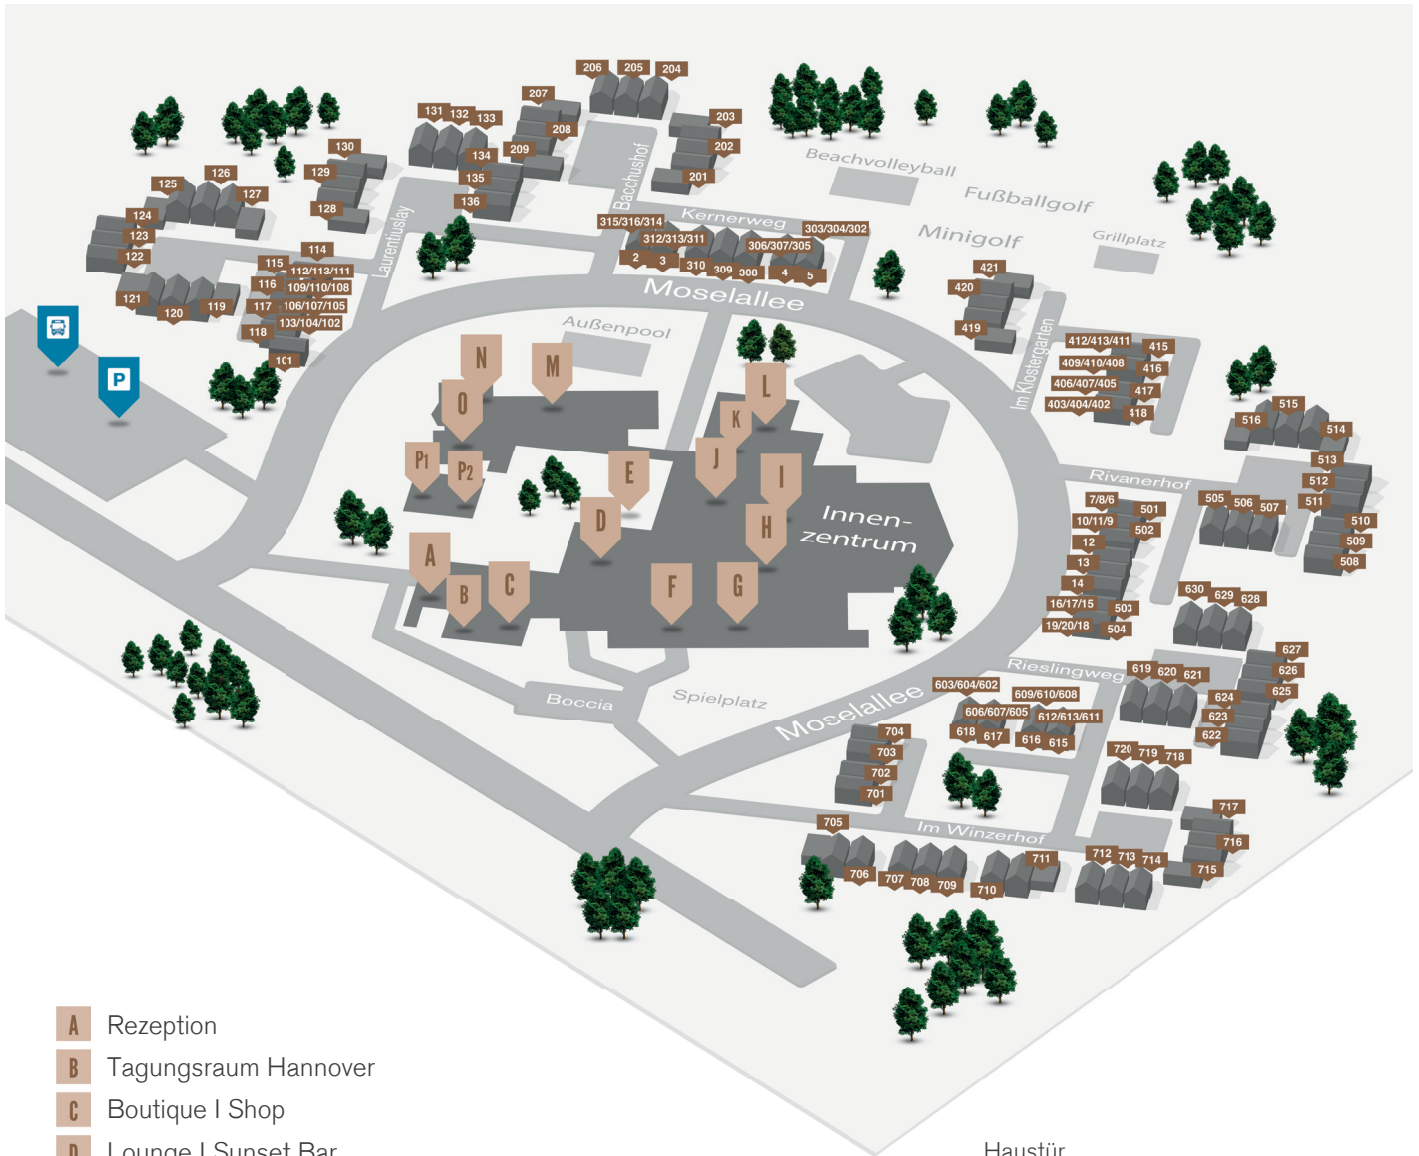 206 205 204
207
203
131 132 133
208
130
202
134 209
129
135
201
126
125
127
136
128
124
123
122
114
115
112/113/111
116
109/110/108
117
106/107/105
103/104/102
118
101
121
120
119
Laurentiuslay
Bacchushof
Beachvolleyball
Fußballgolf
Kernerweg
Minigolf
Grillplatz
315/316/314
303/304/302
312/313/311
306/307/305
2 3 310 309 4 5
Moselallee
Außenpool
421
420
419
Im Klostergarten
412/413/411 415
409/410/408 416
406/407/405 417
403/404/402 418
515
516
514
513
512
511
510
509
508
Rivanerhof
505 506 507
7/8/6 501
10/11/9 502
12
13
14
16/17/15 503
19/20/18 504
630 629 628
627
626
625
624
623
622
Rieslingweg
619 620 621
603/604/602
609/610/608
606/607/605
612/613/611
618 617
616 615
704
703
702
701
720 719 718
717
716
715
Im Winzerhof
705
706
707 708 709
710
711
712 713 714
Moselallee
Spielplatz
Boccia
P
N
M
O
L
K
P1
P2
E
J
I
D
H
Innen-
zentrum
A
B
C
F
G
A Rezeption
B Tagungsraum Hannover
C Boutique I Shop
D Lounge I Sunset Bar
Haustür